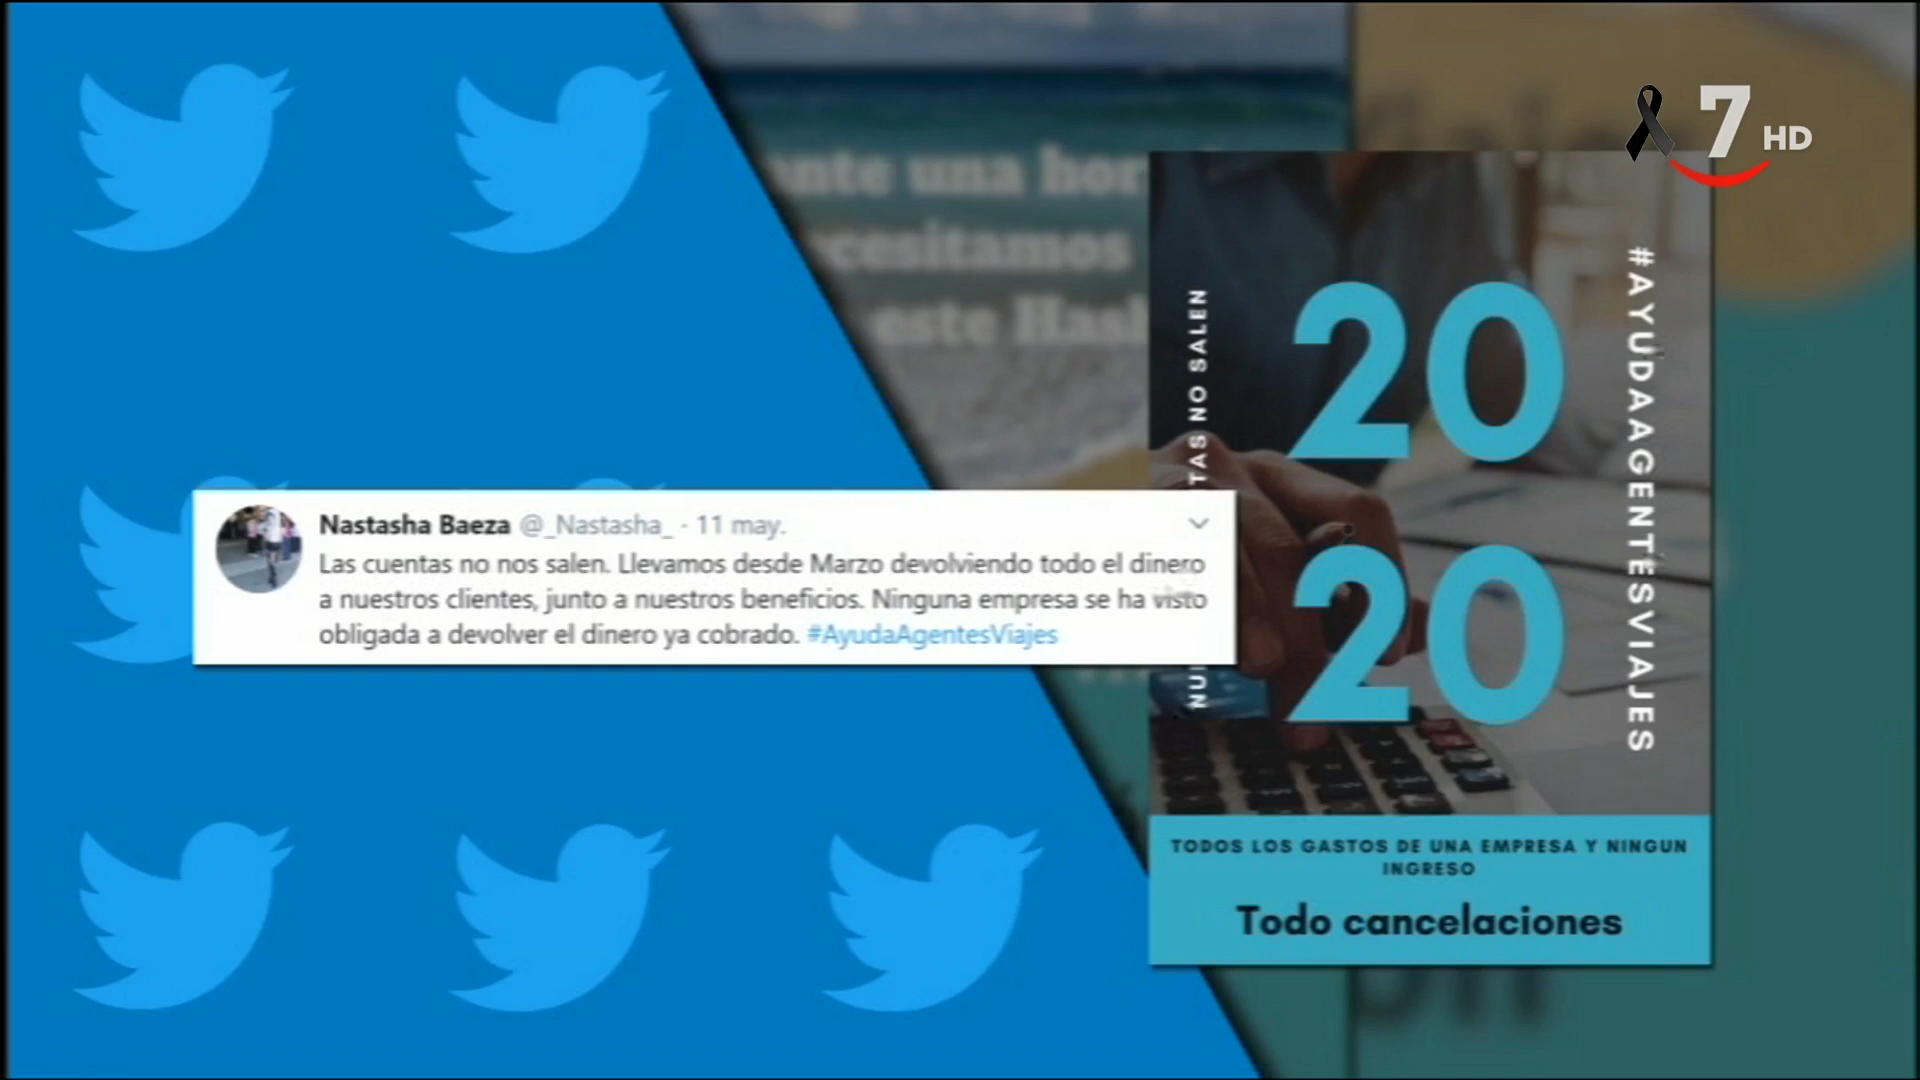 7 HD
ante una hor
cesitamos
este Hash
#AYUDAAGENTESVIAJES
TAS NO SALEN
20
20
Nastasha Baeza @_Nastasha_ · 11 may.
Las cuentas no nos salen. Llevamos desde Marzo devolviendo todo el dinero
a nuestros clientes, junto a nuestros beneficios. Ninguna empresa se ha visto
obligada a devolver el dinero ya cobrado. #AyudaAgentesViajes
TODOS LOS GASTOS DE UNA EMPRESA Y NINGUN
INGRESO
Todo cancelaciones